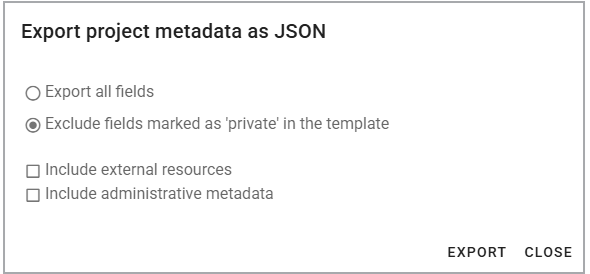 Export project metadata as JSON
Export all fields
Exclude fields marked as 'private' in the template
Include external resources
Include administrative metadata
EXPORT CLOSE